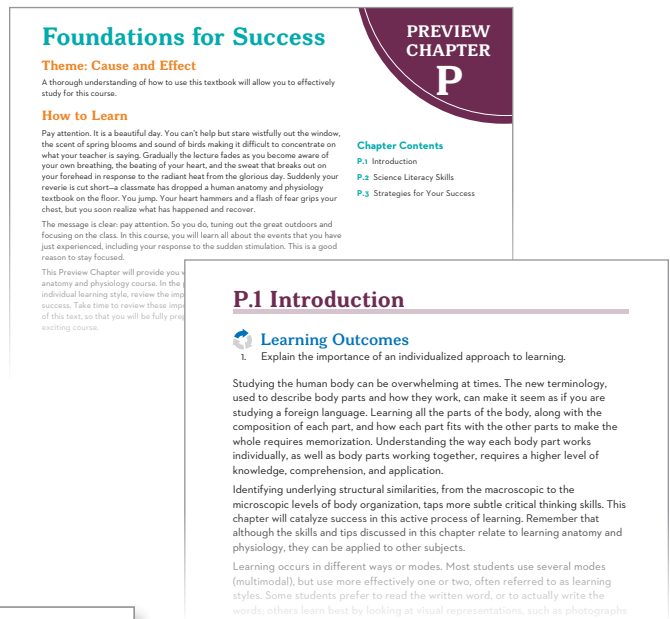 Foundations for Success
Theme: Cause and Effect
A thorough understanding of how to use this textbook will allow you to effectively
study for this course.
How to Learn
Pay attention. It is a beautiful day. You can't help but stare wistfully out the window,
the scent of spring blooms and sound of birds making it difficult to concentrate on
what your teacher is saying. Gradually the lecture fades as you become aware of
your own breathing, the beating of your heart, and the sweat that breaks out on
your forehead in response to the radiant heat from the glorious day. Suddenly your
reverie is cut short—a classmate has dropped a human anatomy and physiology
textbook on the floor. You jump. Your heart hammers and a flash of fear grips your
chest, but you soon realize what has happened and recover.
The message is clear: pay attention. So you do, tuning out the great outdoors and
focusing on the class. In this course, you will learn all about the events that you have
just experienced, including your response to the sudden stimulation. This is a good
reason to stay focused.
This Preview Chapter will provide you
anatomy and physiology course. In the
individual learning style, review the
success. Take time to review these
of this text, so that you will be fully
exciting course.
PREVIEW
CHAPTER
P
Chapter Contents
P.1 Introduction
P.2 Science Literacy Skills
P.3 Strategies for Your Success
P.1 Introduction
Learning Outcomes
1. Explain the importance of an individualized approach to learning.
Studying the human body can be overwhelming at times. The new terminology,
used to describe body parts and how they work, can make it seem as if you are
studying a foreign language. Learning all the parts of the body, along with the
composition of each part, and how each part fits with the other parts to make the
whole requires memorization. Understanding the way each body part works
individually, as well as body parts working together, requires a higher level of
knowledge, comprehension, and application.
Identifying underlying structural similarities, from the macroscopic to the
microscopic levels of body organization, taps more subtle critical thinking skills. This
chapter will catalyze success in this active process of learning. Remember that
although the skills and tips discussed in this chapter relate to learning anatomy and
physiology, they can be applied to other subjects.
Learning occurs in different ways or modes. Most students use several modes
(multimodal), but use more effectively one or two, often referred to as learning
styles. Some students prefer to read the written word, or to actually write the
words; others learn best by looking at visual representations, such as photographs